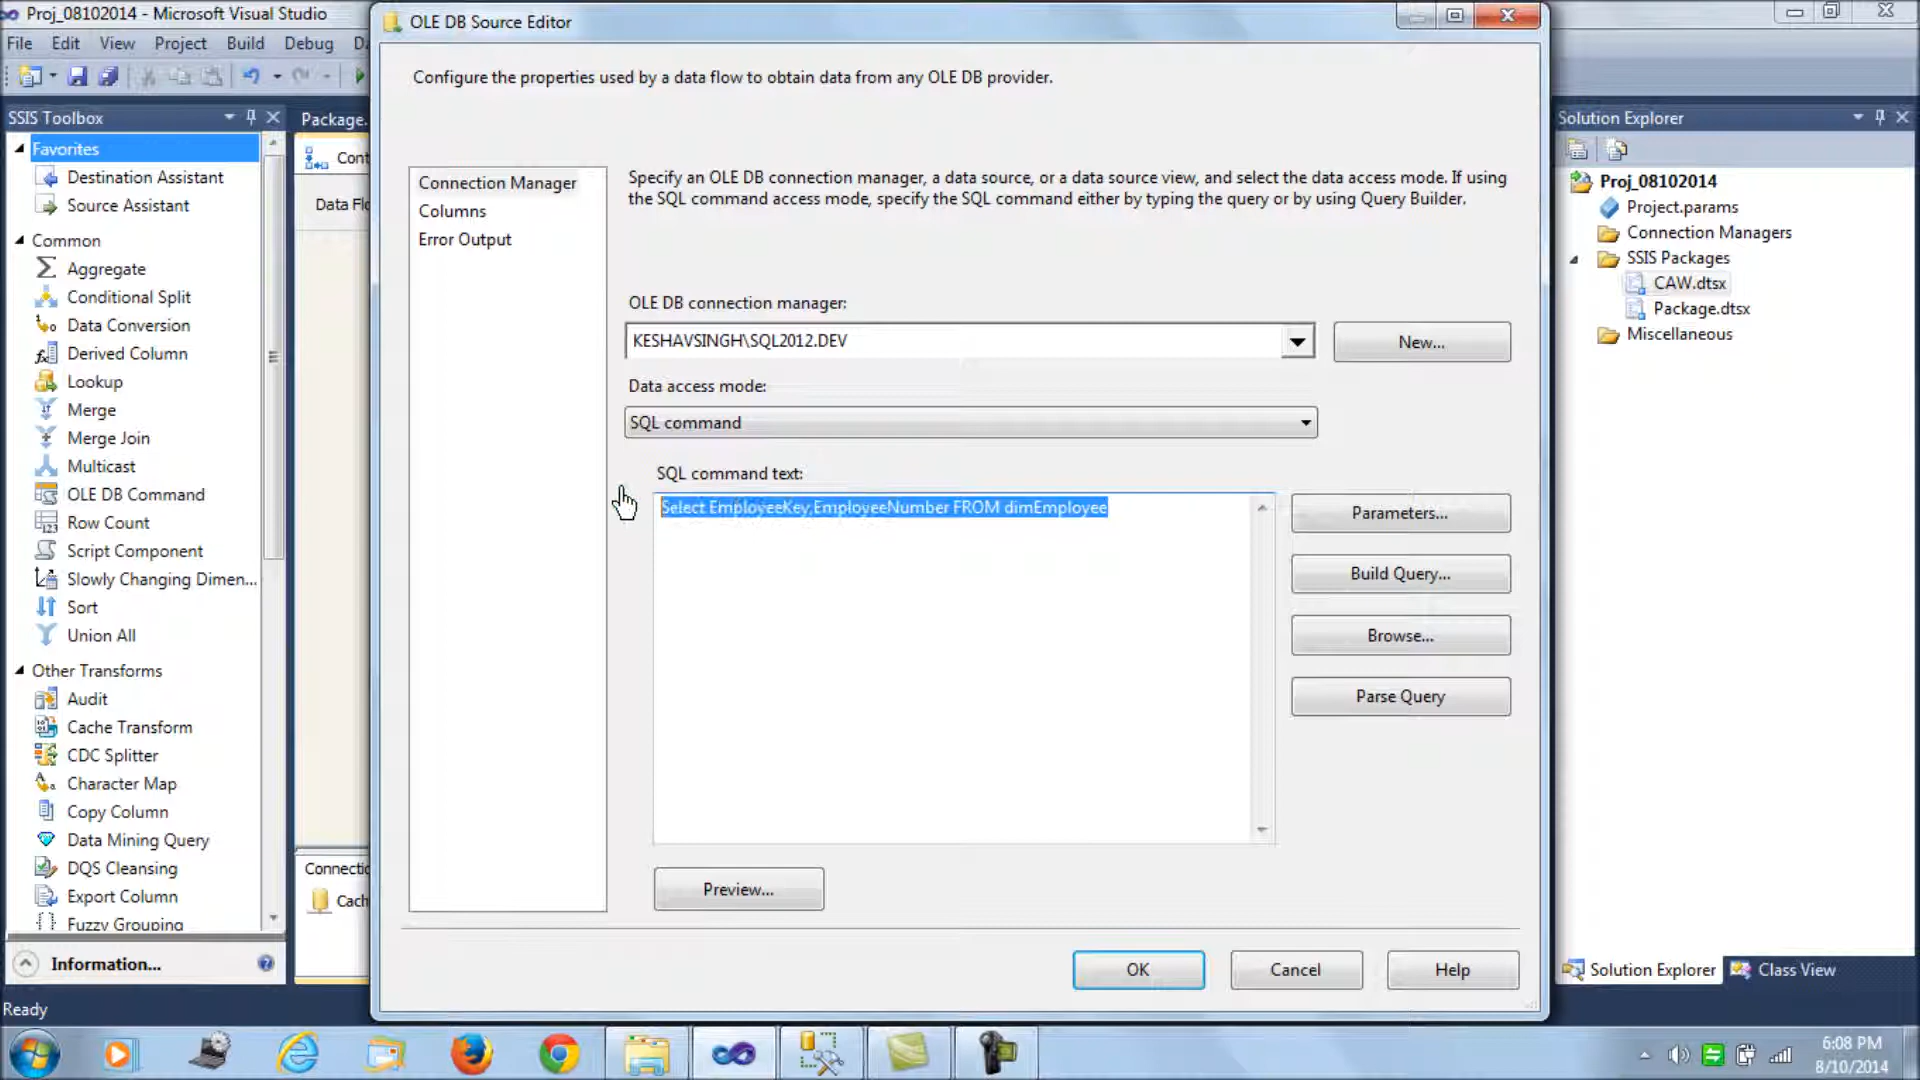 Proj_08102014 - Microsoft Visual Studio
File Edit View Project Build Debug
SSIS Toolbox
Favorites
Destination Assistant
Source Assistant
Common
Aggregate
Conditional Split
Data Conversion
Derived Column
Lookup
Merge
Merge Join
Multicast
OLE DB Command
Row Count
Script Component
Slowly Changing Dimen...
Sort
Union All
Other Transforms
Audit
Cache Transform
CDC Splitter
Character Map
Copy Column
Data Mining Query
DQS Cleansing
Export Column
Fuzzy Grouping
Information...
Ready
Package.
Cont
Data Flo
Connectio
Cach
OLE DB Source Editor
Configure the properties used by a data flow to obtain data from any OLE DB provider.
Connection Manager
Columns
Error Output
Specify an OLE DB connection manager, a data source, or a data source view, and select the data access mode. If using
the SQL command access mode, specify the SQL command either by typing the query or by using Query Builder.
OLE DB connection manager:
KESHAVSINGH\SQL2012.DEV
New...
Data access mode:
SQL command
SQL command text:
Select EmployeeKey,EmployeeNumber FROM dimEmployee
Parameters...
Build Query...
Browse...
Parse Query
Preview...
OK Cancel Help
Solution Explorer
Proj_08102014
Project.params
Connection Managers
SSIS Packages
CAW.dtsx
Package.dtsx
Miscellaneous
Solution Explorer Class View
6:08 PM
8/10/2014